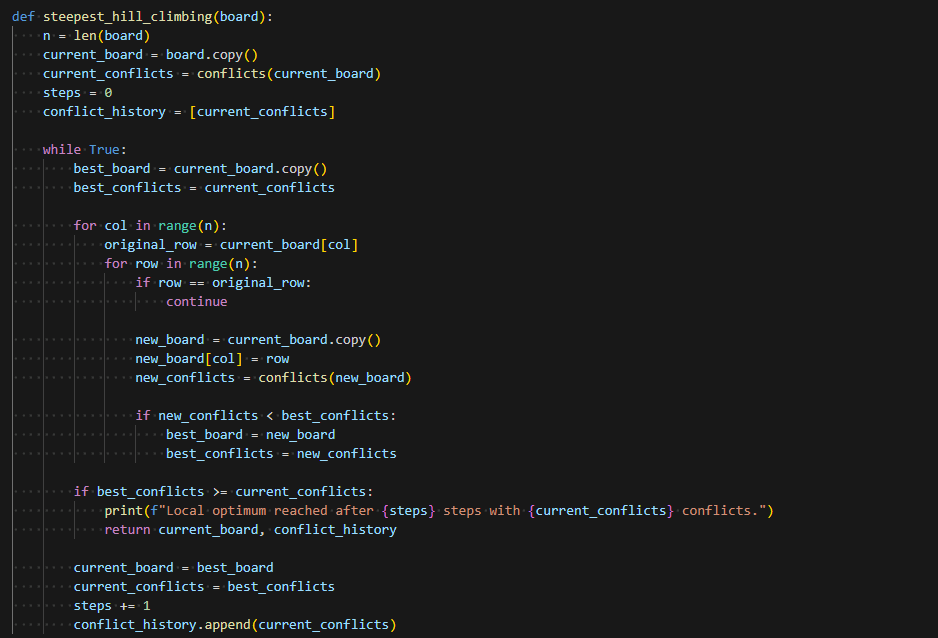 def steepest_hill_climbing(board):
    n = len(board)
    current_board = board.copy()
    current_conflicts = conflicts(current_board)
    steps = 0
    conflict_history = [current_conflicts]

    while True:
        best_board = current_board.copy()
        best_conflicts = current_conflicts

        for col in range(n):
            original_row = current_board[col]
            for row in range(n):
                if row == original_row:
                    continue

                new_board = current_board.copy()
                new_board[col] = row
                new_conflicts = conflicts(new_board)

                if new_conflicts < best_conflicts:
                    best_board = new_board
                    best_conflicts = new_conflicts

        if best_conflicts >= current_conflicts:
            print(f"Local optimum reached after {steps} steps with {current_conflicts} conflicts.")
            return current_board, conflict_history

        current_board = best_board
        current_conflicts = best_conflicts
        steps += 1
        conflict_history.append(current_conflicts)